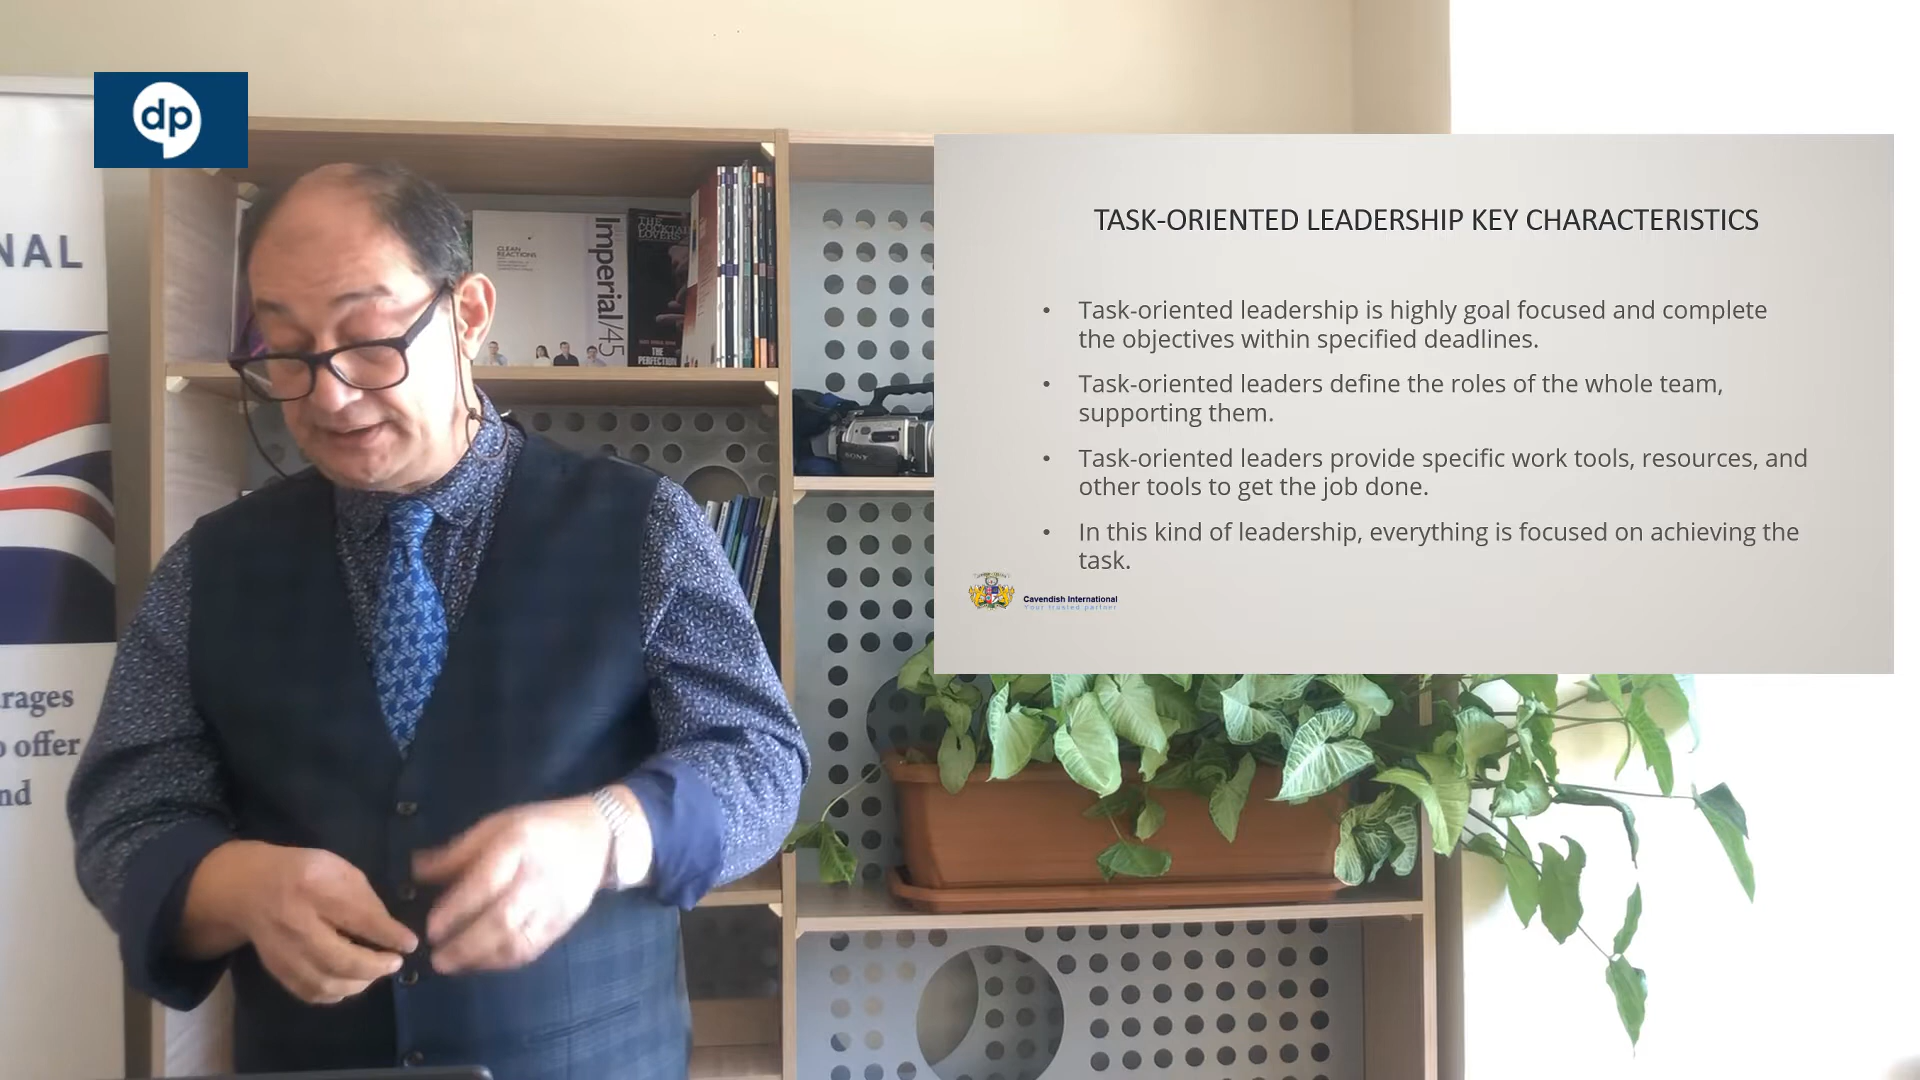 dp
NAL
rages
o offer
nd
CLEAN
REACTIONS
Imperial/45
THE
COCKTAIL
LOVERS
THE
PERFECTION
SONY
TASK-ORIENTED LEADERSHIP KEY CHARACTERISTICS
• Task-oriented leadership is highly goal focused and complete
the objectives within specified deadlines.
• Task-oriented leaders define the roles of the whole team,
supporting them.
• Task-oriented leaders provide specific work tools, resources, and
other tools to get the job done.
• In this kind of leadership, everything is focused on achieving the
task.
Cavendish International
Your trusted partner